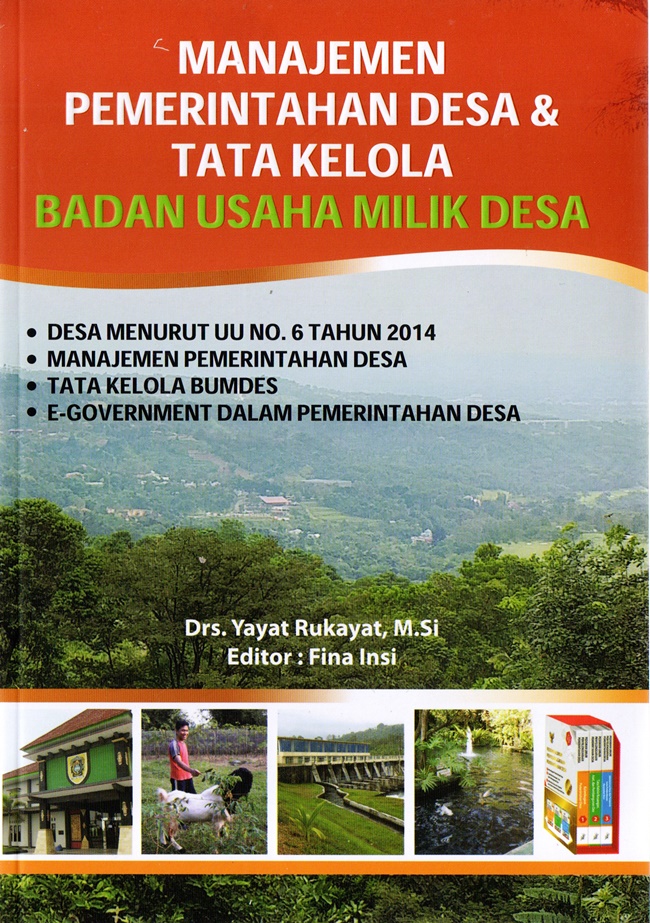 MANAJEMEN
PEMERINTAHAN DESA &
TATA KELOLA
BADAN USAHA MILIK DESA
• DESA MENURUT UU NO. 6 TAHUN 2014
• MANAJEMEN PEMERINTAHAN DESA
• TATA KELOLA BUMDES
• E-GOVERNMENT DALAM PEMERINTAHAN DESA
Drs. Yayat Rukayat, M.Si
Editor : Fina Insi